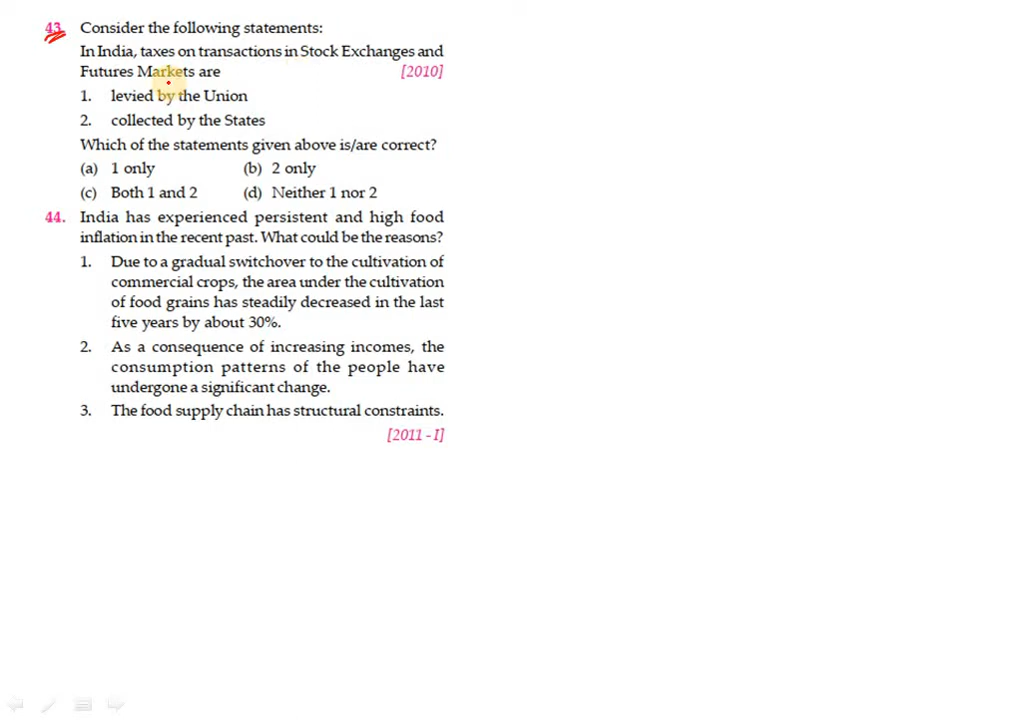 43. Consider the following statements:
In India, taxes on transactions in Stock Exchanges and
Futures Markets are [2010]
1. levied by the Union
2. collected by the States
Which of the statements given above is/are correct?
(a) 1 only (b) 2 only
(c) Both 1 and 2 (d) Neither 1 nor 2
44. India has experienced persistent and high food
inflation in the recent past. What could be the reasons?
1. Due to a gradual switchover to the cultivation of
commercial crops, the area under the cultivation
of food grains has steadily decreased in the last
five years by about 30%.
2. As a consequence of increasing incomes, the
consumption patterns of the people have
undergone a significant change.
3. The food supply chain has structural constraints.
[2011 - I]